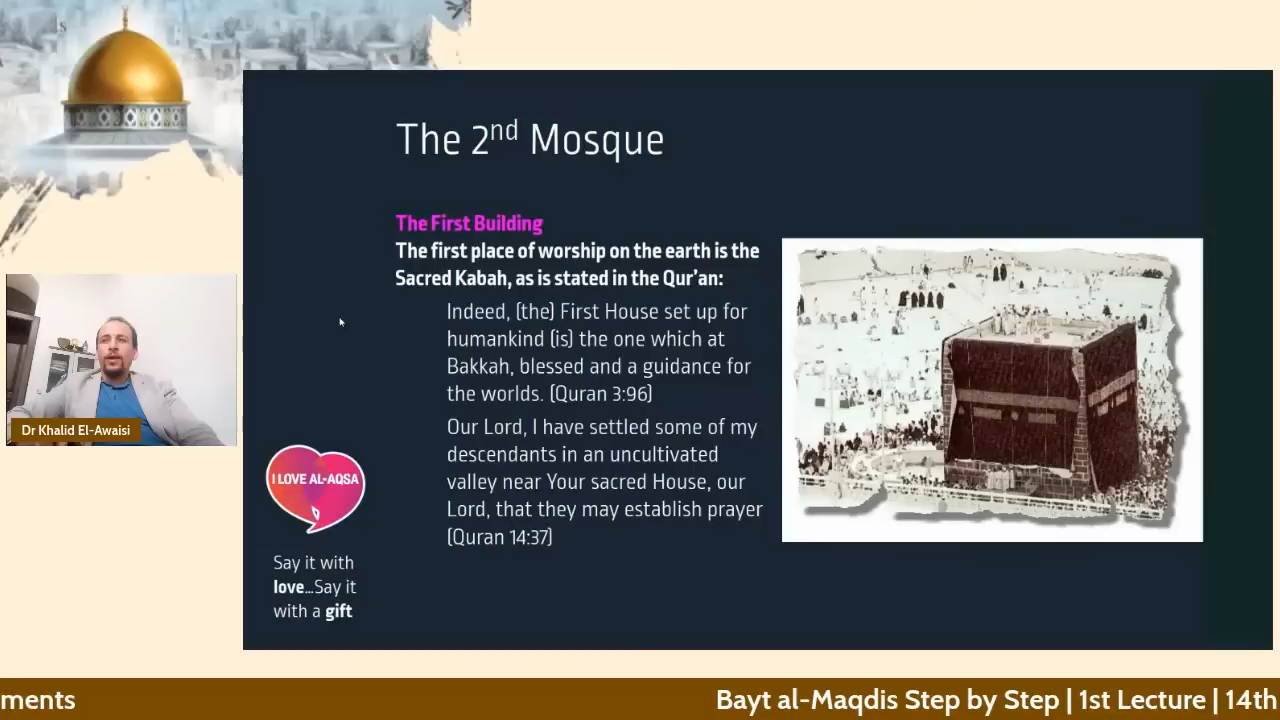 The 2nd Mosque
The First Building
The first place of worship on the earth is the
Sacred Kabah, as is stated in the Qur’an:
Indeed, (the) First House set up for
humankind (is) the one which at
Bakkah, blessed and a guidance for
the worlds. (Quran 3:96)
Our Lord, I have settled some of my
descendants in an uncultivated
valley near Your sacred House, our
Lord, that they may establish prayer
(Quran 14:37)
Dr Khalid El-Awaisi
I LOVE AL-AQSA
Say it with
love...Say it
with a gift
ments
Bayt al-Maqdis Step by Step | 1st Lecture | 14th